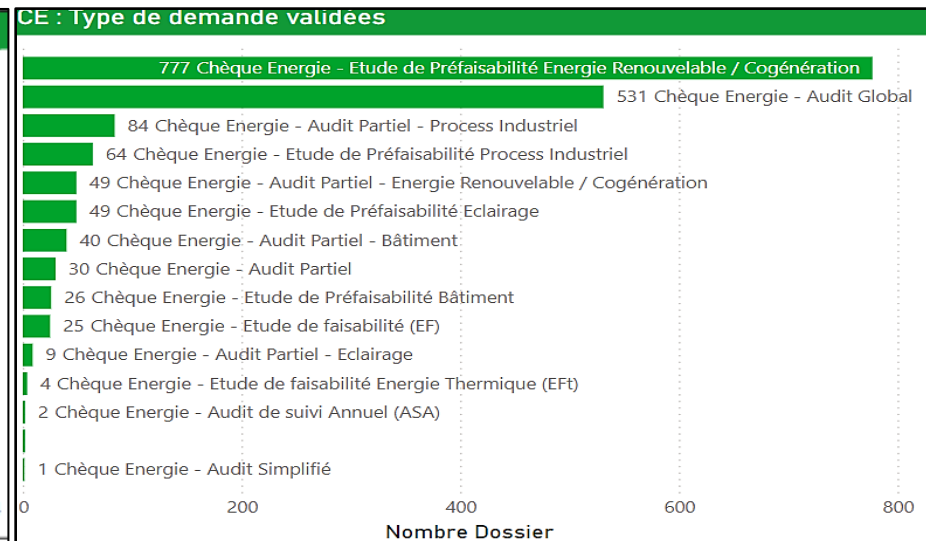 CE : Type de demande validées
777 Chèque Energie - Etude de Préfaisabilité Energie Renouvelable / Cogénération
531 Chèque Energie - Audit Global
84 Chèque Energie - Audit Partiel - Process Industriel
64 Chèque Energie - Etude de Préfaisabilité Process Industriel
49 Chèque Energie - Audit Partiel - Energie Renouvelable / Cogénération
49 Chèque Energie - Etude de Préfaisabilité Eclairage
40 Chèque Energie - Audit Partiel - Bâtiment
30 Chèque Energie - Audit Partiel
26 Chèque Energie - Etude de Préfaisabilité Bâtiment
25 Chèque Energie - Etude de faisabilité (EF)
9 Chèque Energie - Audit Partiel - Eclairage
4 Chèque Energie - Etude de faisabilité Energie Thermique (EFt)
2 Chèque Energie - Audit de suivi Annuel (ASA)
1 Chèque Energie - Audit Simplifié
0 200 400 600 800
Nombre Dossier